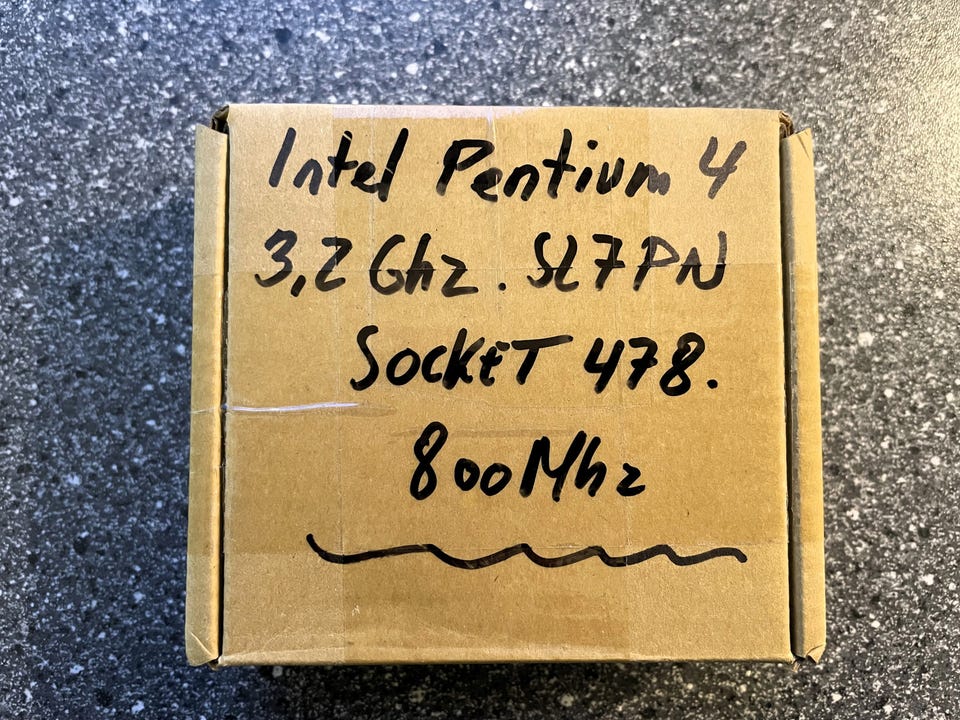 Intel Pentium 4
3,2 Ghz. SL7PN
SockET 478.
800Mhz